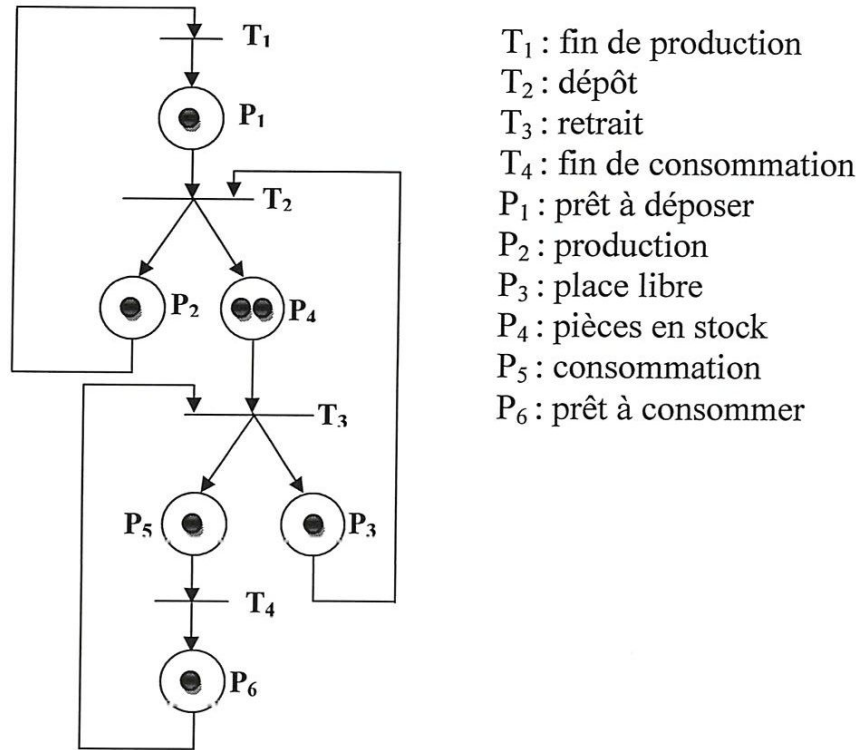 T₁
P₁
T₂
P₂
P₄
T₃
P₅
P₃
T₄
P₆
T₁ : fin de production
T₂ : dépôt
T₃ : retrait
T₄ : fin de consommation
P₁ : prêt à déposer
P₂ : production
P₃ : place libre
P₄ : pièces en stock
P₅ : consommation
P₆ : prêt à consommer